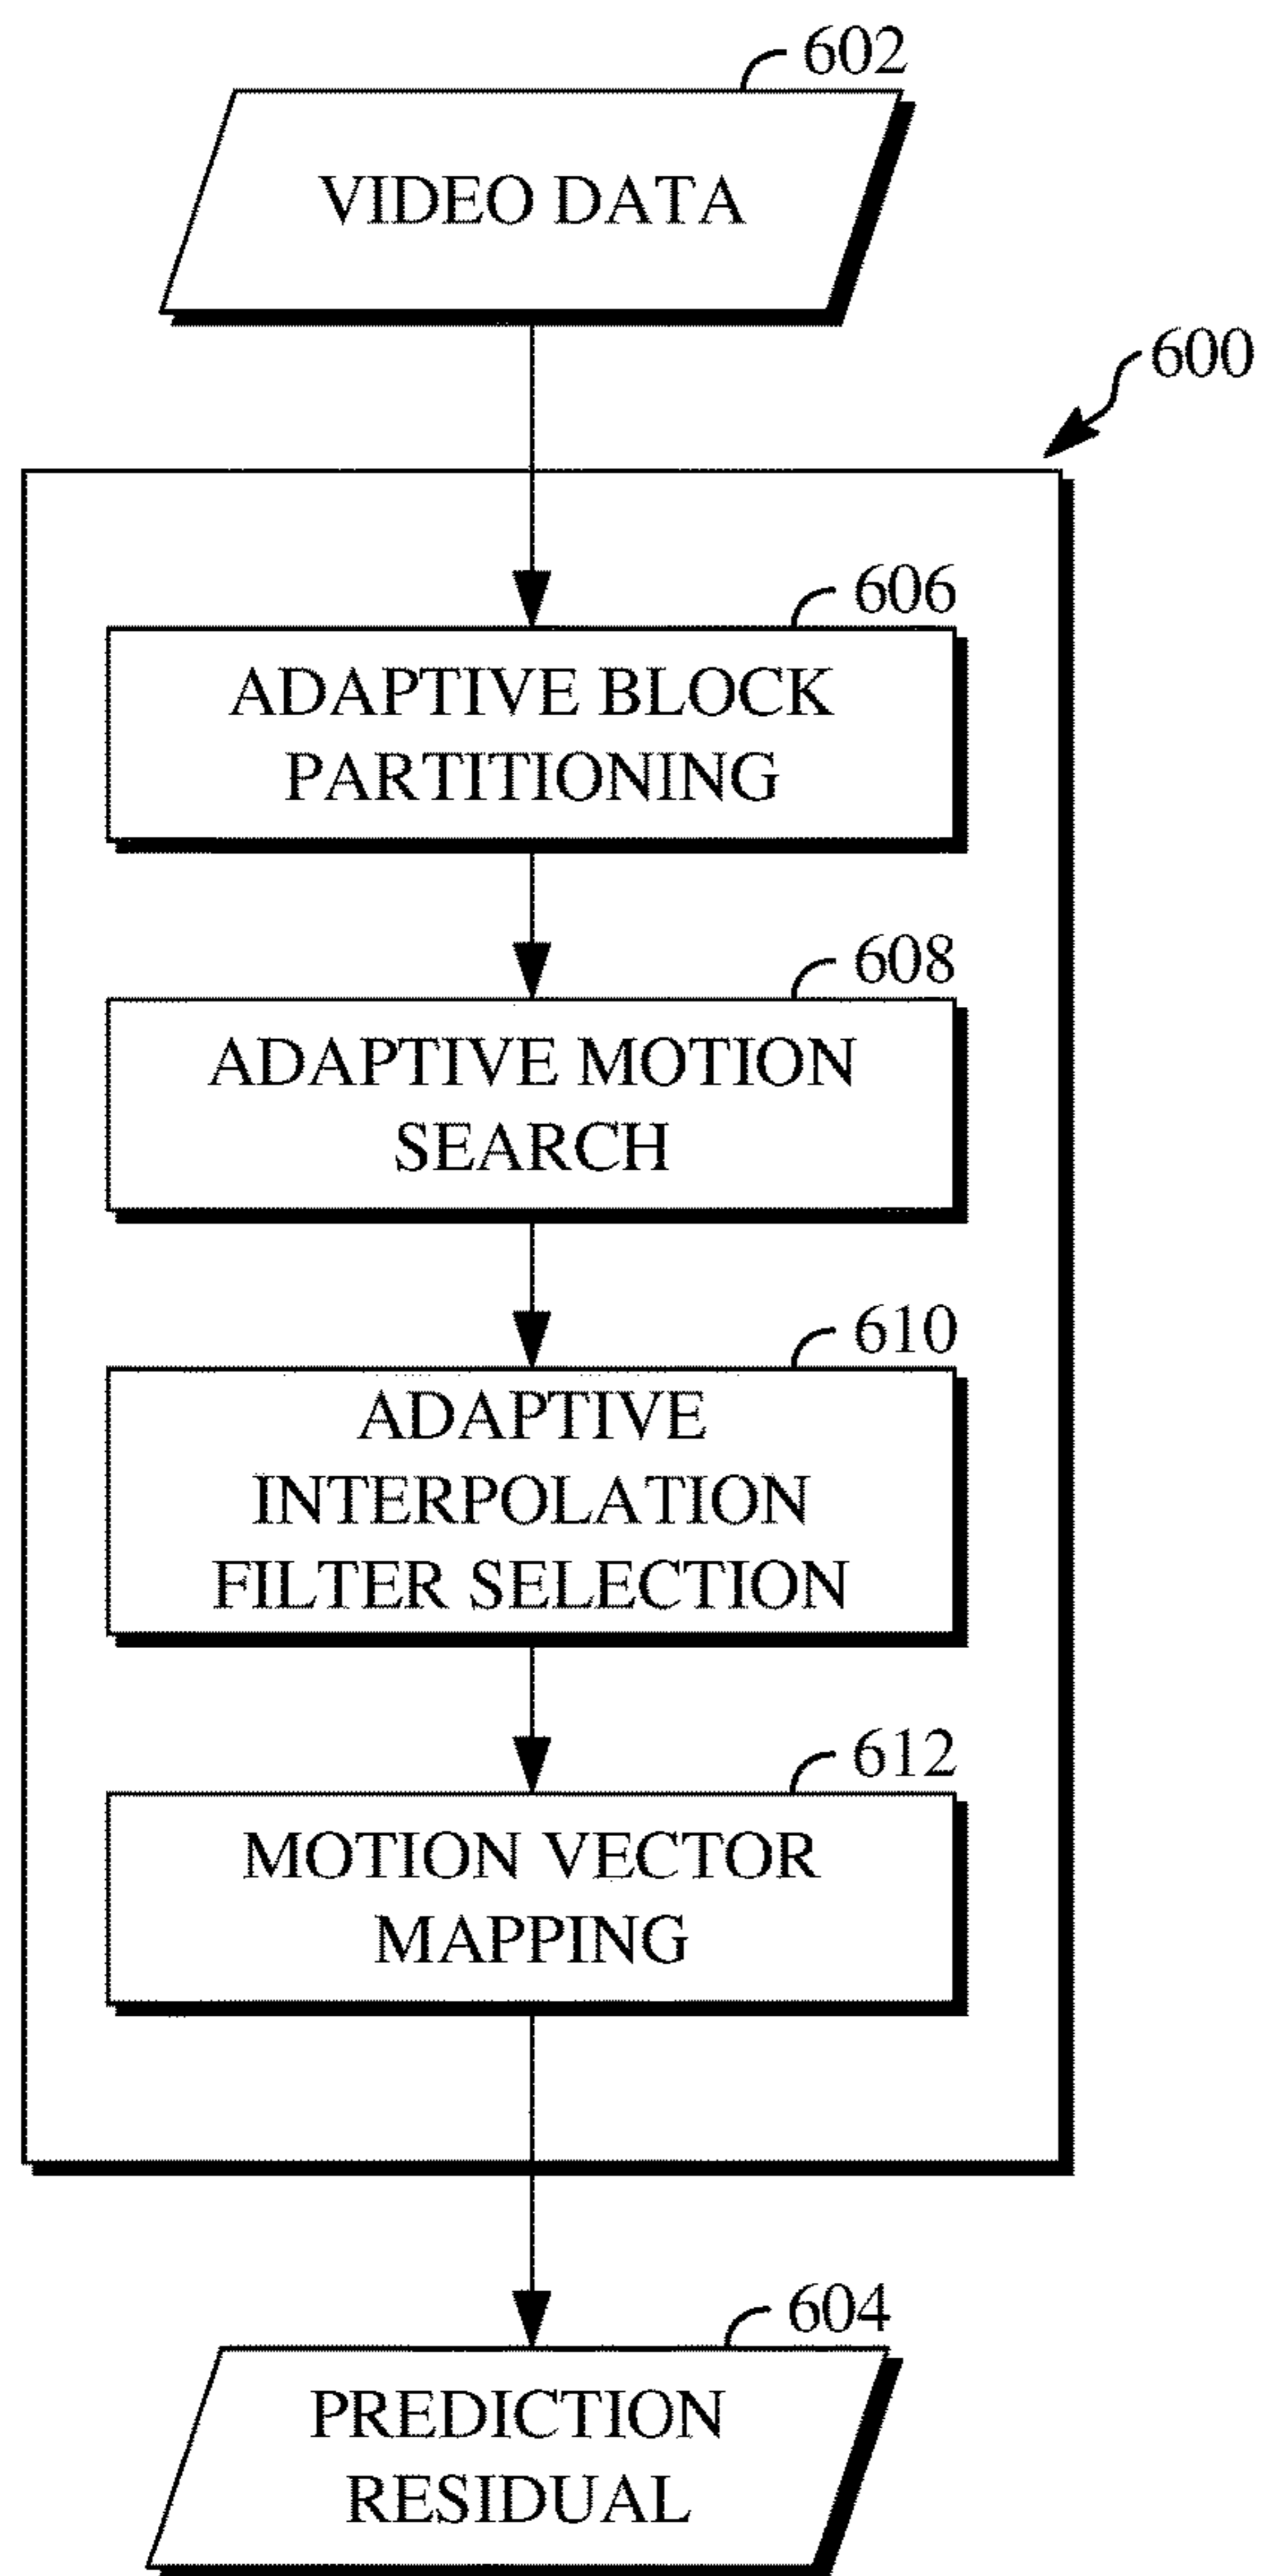 602
VIDEO DATA
600
606
ADAPTIVE BLOCK
PARTITIONING
608
ADAPTIVE MOTION
SEARCH
610
ADAPTIVE
INTERPOLATION
FILTER SELECTION
612
MOTION VECTOR
MAPPING
604
PREDICTION
RESIDUAL